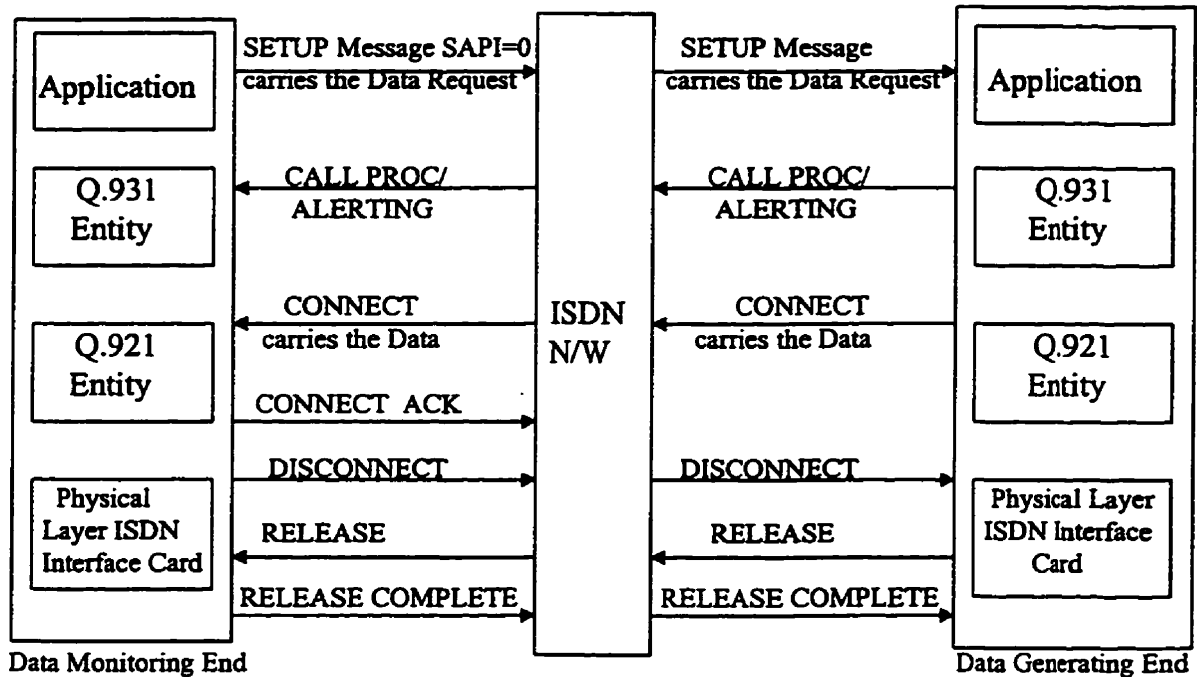 SETUP Message SAPI=0
carries the Data Request
SETUP Message
carries the Data Request
Application
Application
CALL PROC/
ALERTING
CALL PROC/
ALERTING
Q.931
Entity
Q.931
Entity
CONNECT
carries the Data
ISDN
N/W
CONNECT
carries the Data
Q.921
Entity
Q.921
Entity
CONNECT ACK
DISCONNECT
DISCONNECT
Physical
Layer ISDN
Interface Card
RELEASE
RELEASE
Physical Layer
ISDN Interface
Card
RELEASE COMPLETE
RELEASE COMPLETE
Data Monitoring End
Data Generating End